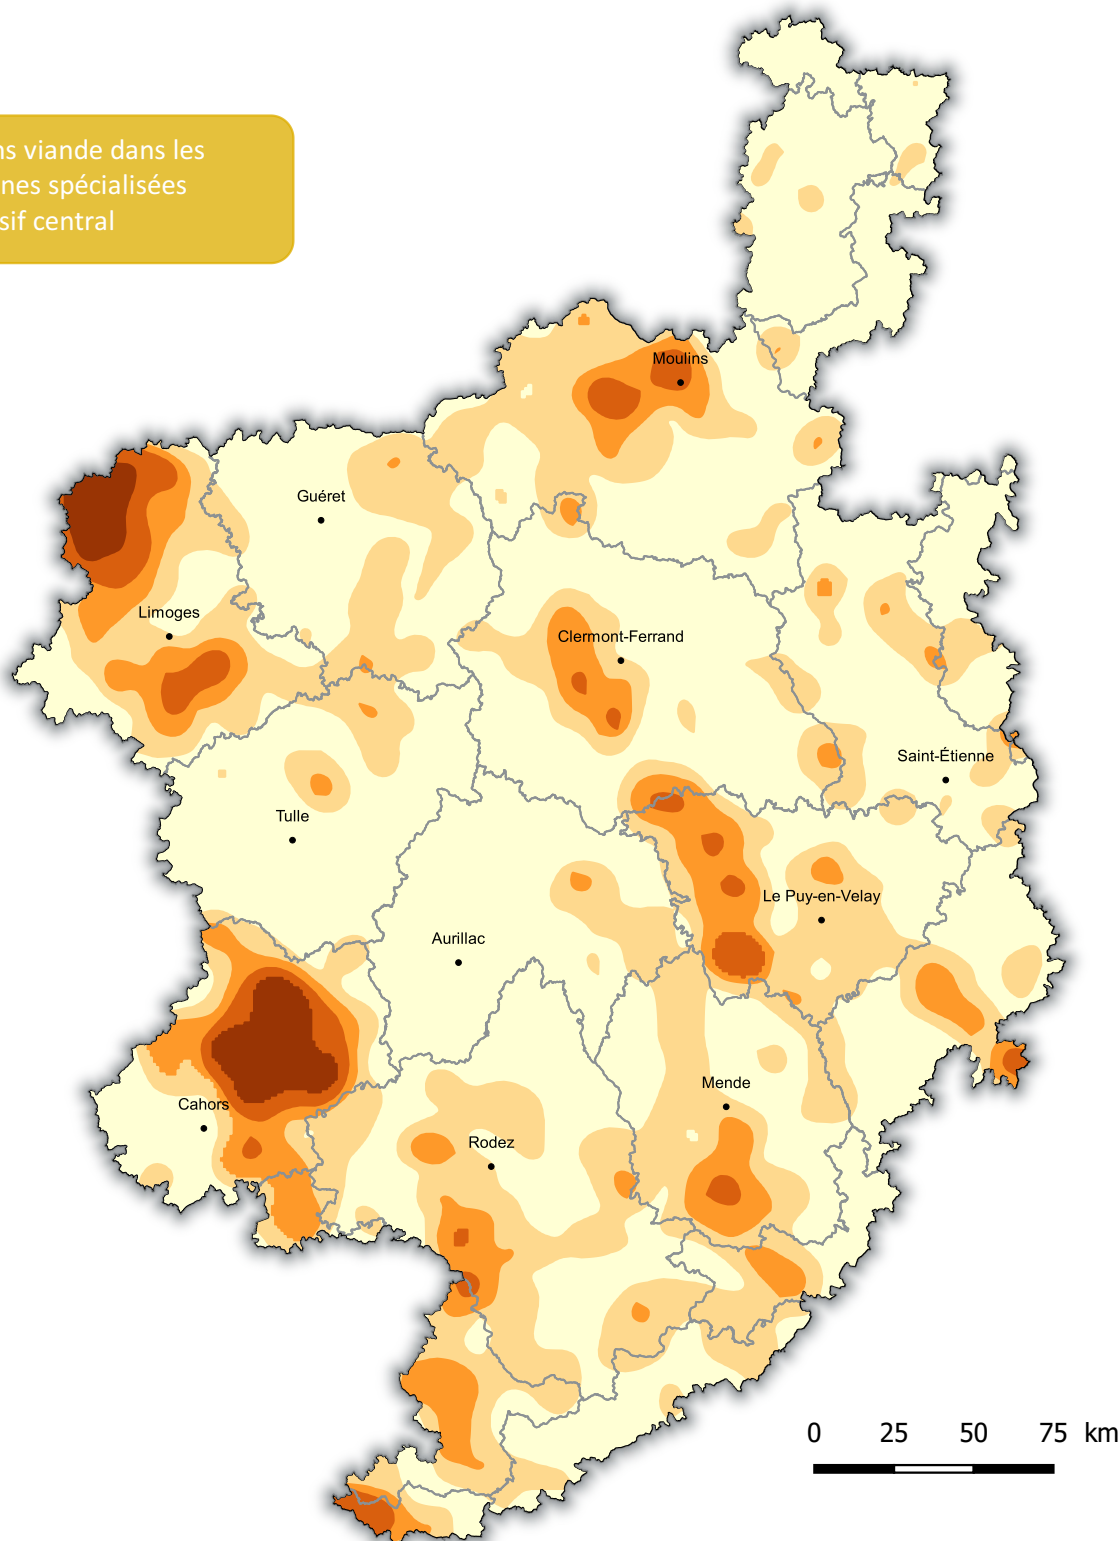 ns viande dans les
nes spécialisées
sif central
Moulins
Guéret
Limoges
Clermont-Ferrand
Saint-Étienne
Tulle
Le Puy-en-Velay
Aurillac
Mende
Cahors
Rodez
0 25 50 75 km